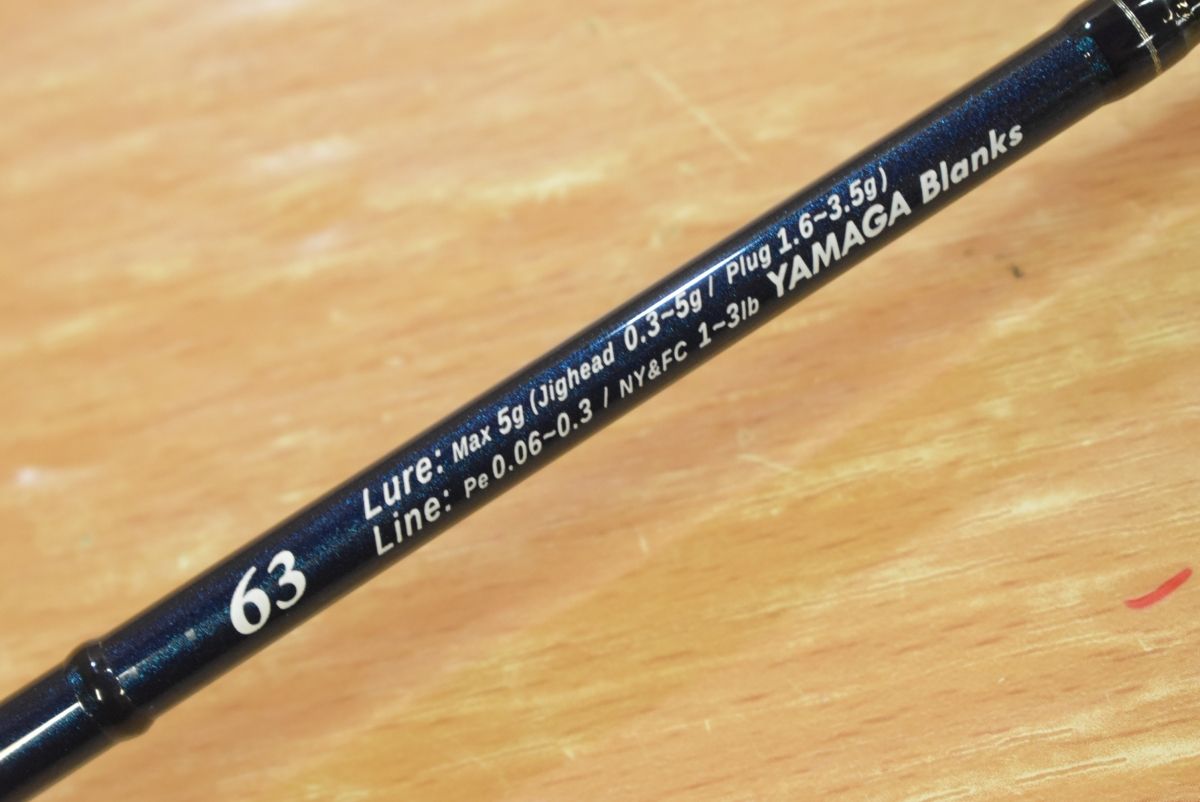 63
Lure: Max 5g (Jighead 0.3~5g / Plug 1.6~3.5g)
Line: Pe 0.06~0.3 / NY&FC 1~3lb YAMAGA Blanks